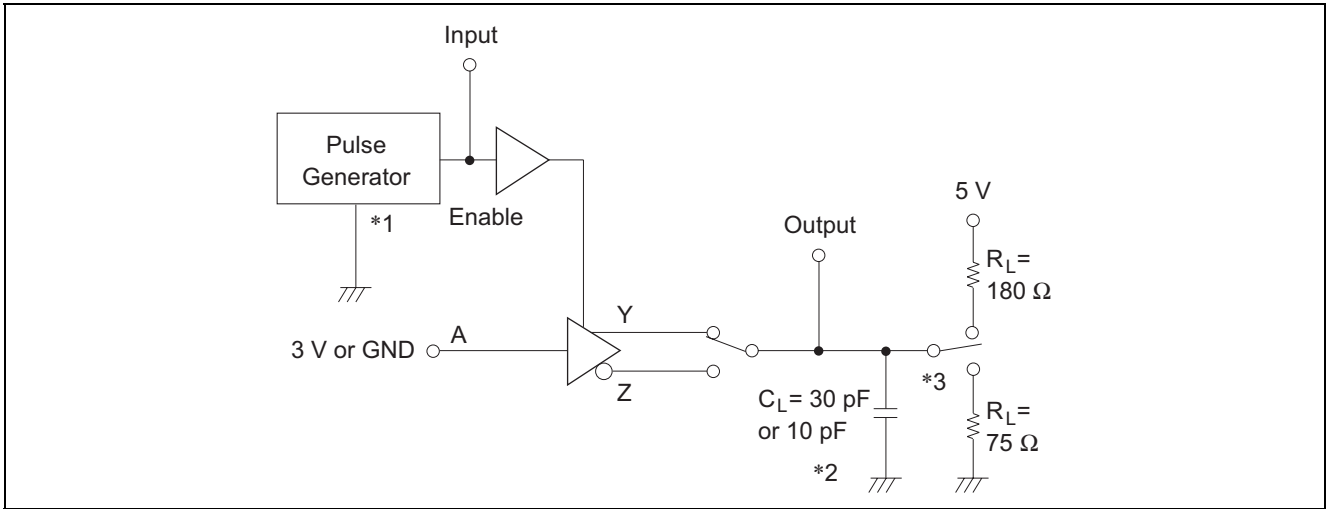 Input
Pulse
Generator
*1
Enable
5 V
Output
R_L=
180 Ω
3 V or GND
A
Y
Z
*3
C_L= 30 pF
or 10 pF
*2
R_L=
75 Ω